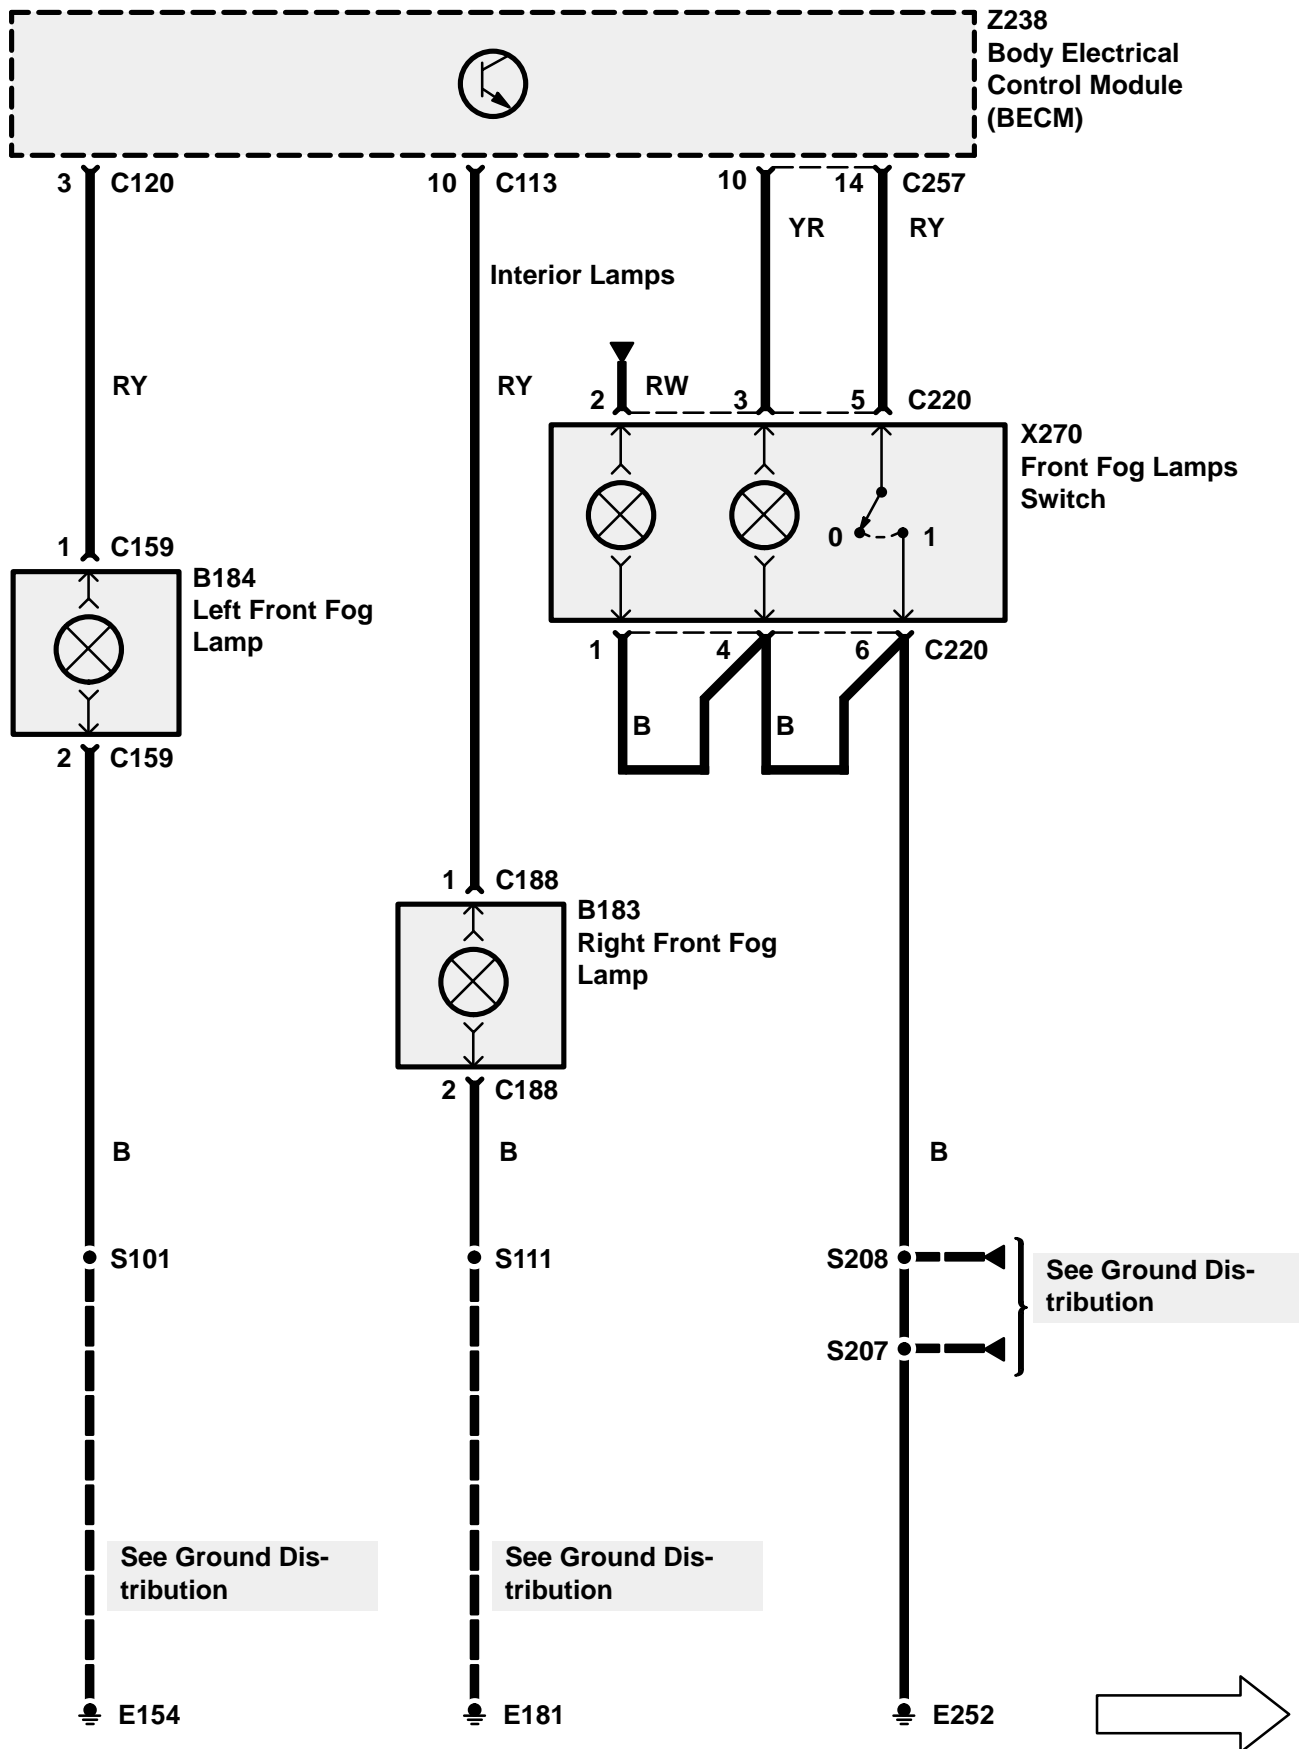 Z238
Body Electrical
Control Module
(BECM)
3 C120
10 C113
10 14 C257
YR RY
Interior Lamps
RY
RY
RW
2 3 5 C220
X270
Front Fog Lamps
Switch
0 1
1 C159
B184
Left Front Fog
Lamp
1 4 6 C220
B B
2 C159
1 C188
B183
Right Front Fog
Lamp
2 C188
B B B
S101 S111 S208
See Ground Dis-
tribution
S207
See Ground Dis-
tribution
See Ground Dis-
tribution
E154 E181 E252